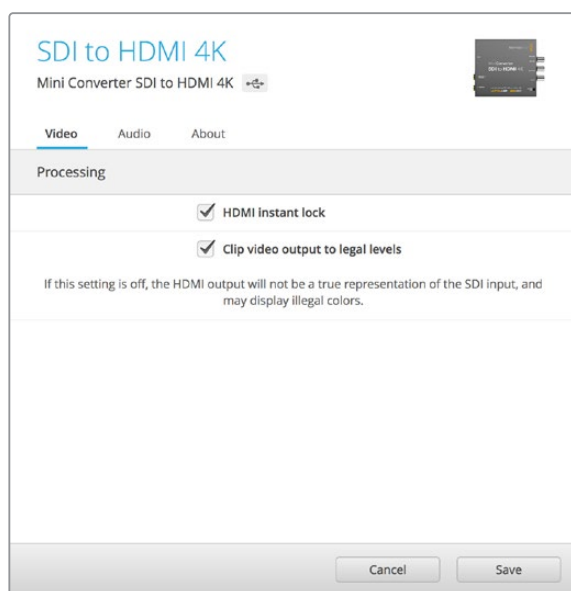 SDI to HDMI 4K
Mini Converter SDI to HDMI 4K
Video Audio About
Processing
HDMI instant lock
Clip video output to legal levels
If this setting is off, the HDMI output will not be a true representation of the SDI input, and
may display illegal colors.
Cancel Save